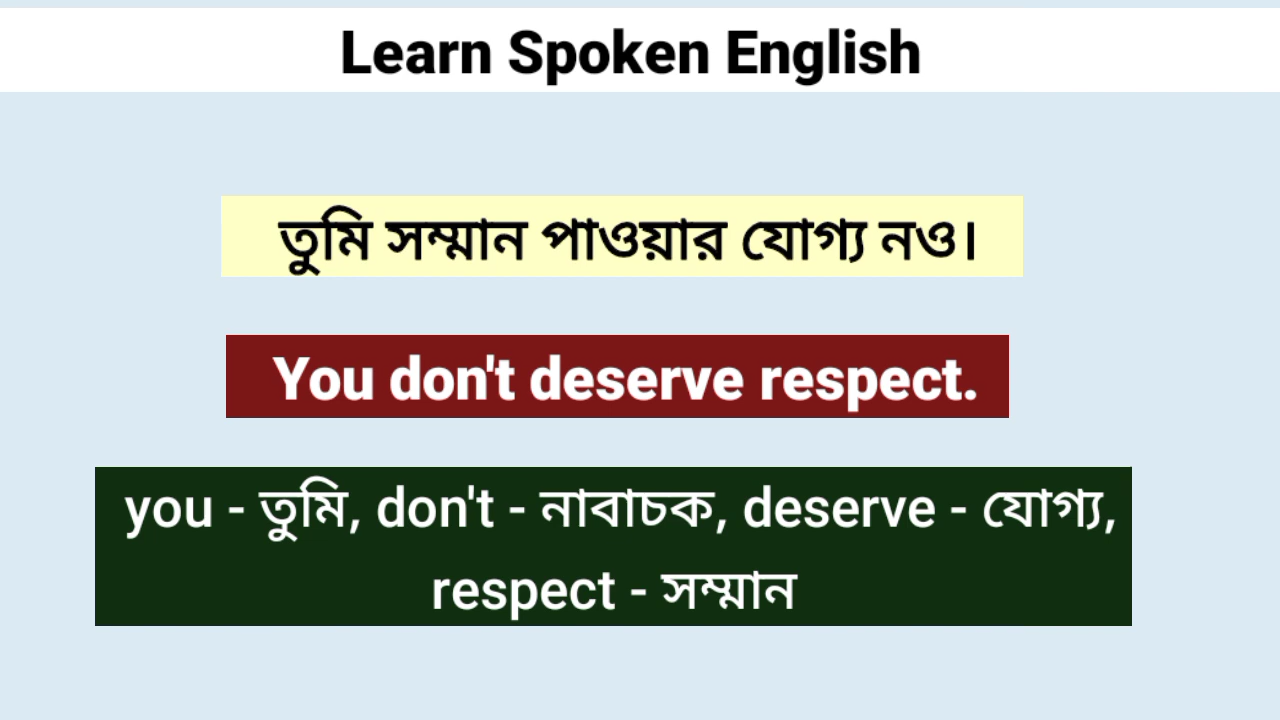 Learn Spoken English
তুমি সম্মান পাওয়ার যোগ্য নও।
You don't deserve respect.
you - তুমি, don't - নাবাচক, deserve - যোগ্য,
respect - সম্মান